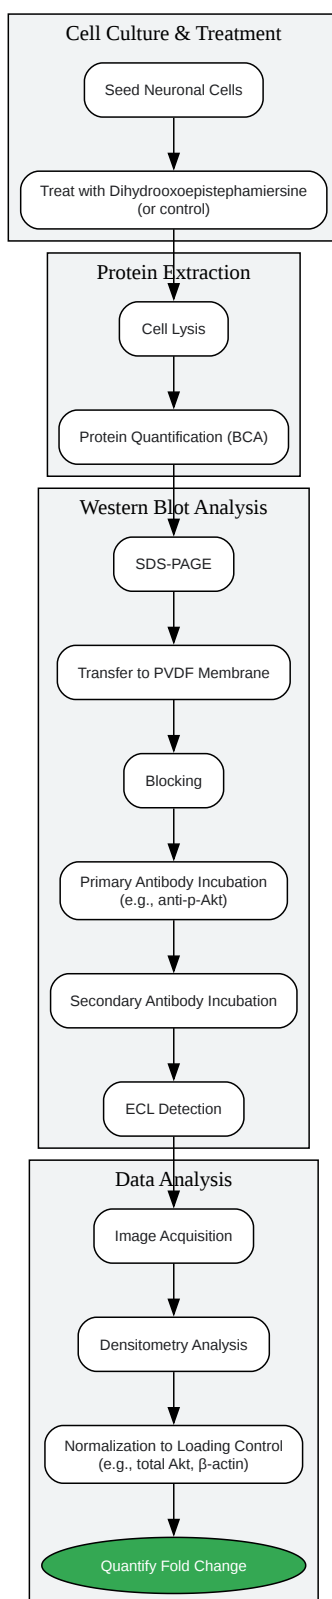 Cell Culture & Treatment
Seed Neuronal Cells
Treat with Dihydrooxoepistephamiersine
(or control)
Protein Extraction
Cell Lysis
Protein Quantification (BCA)
Western Blot Analysis
SDS-PAGE
Transfer to PVDF Membrane
Blocking
Primary Antibody Incubation
(e.g., anti-p-Akt)
Secondary Antibody Incubation
ECL Detection
Data Analysis
Image Acquisition
Densitometry Analysis
Normalization to Loading Control
(e.g., total Akt, β-actin)
Quantify Fold Change